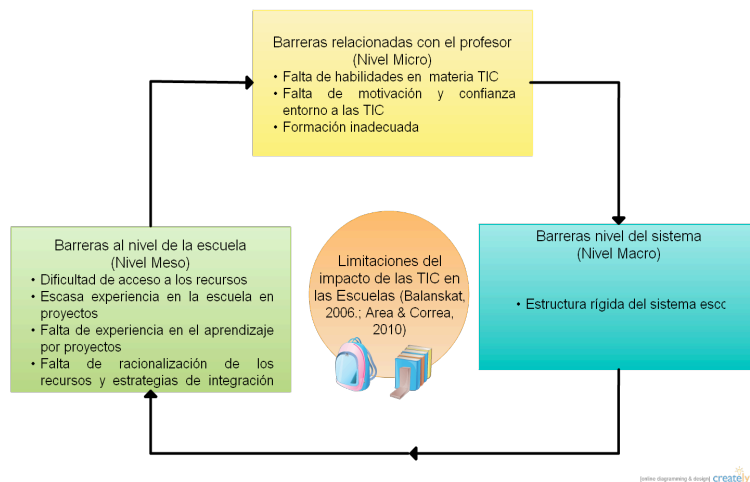 Barreras relacionadas con el profesor
(Nivel Micro)
• Falta de habilidades en materia TIC
• Falta de motivación y confianza
entorno a las TIC
• Formación inadecuada
Barreras al nivel de la escuela
(Nivel Meso)
• Dificultad de acceso a los recursos
• Escasa experiencia en la escuela en
proyectos
• Falta de experiencia en el aprendizaje
por proyectos
• Falta de racionalización de los
recursos y estrategias de integración
Limitaciones del
impacto de las TIC en
las Escuelas (Balanskat,
2006.; Area & Correa,
2010)
Barreras nivel del sistema
(Nivel Macro)
• Estructura rígida del sistema
[online diagramming & design] creately